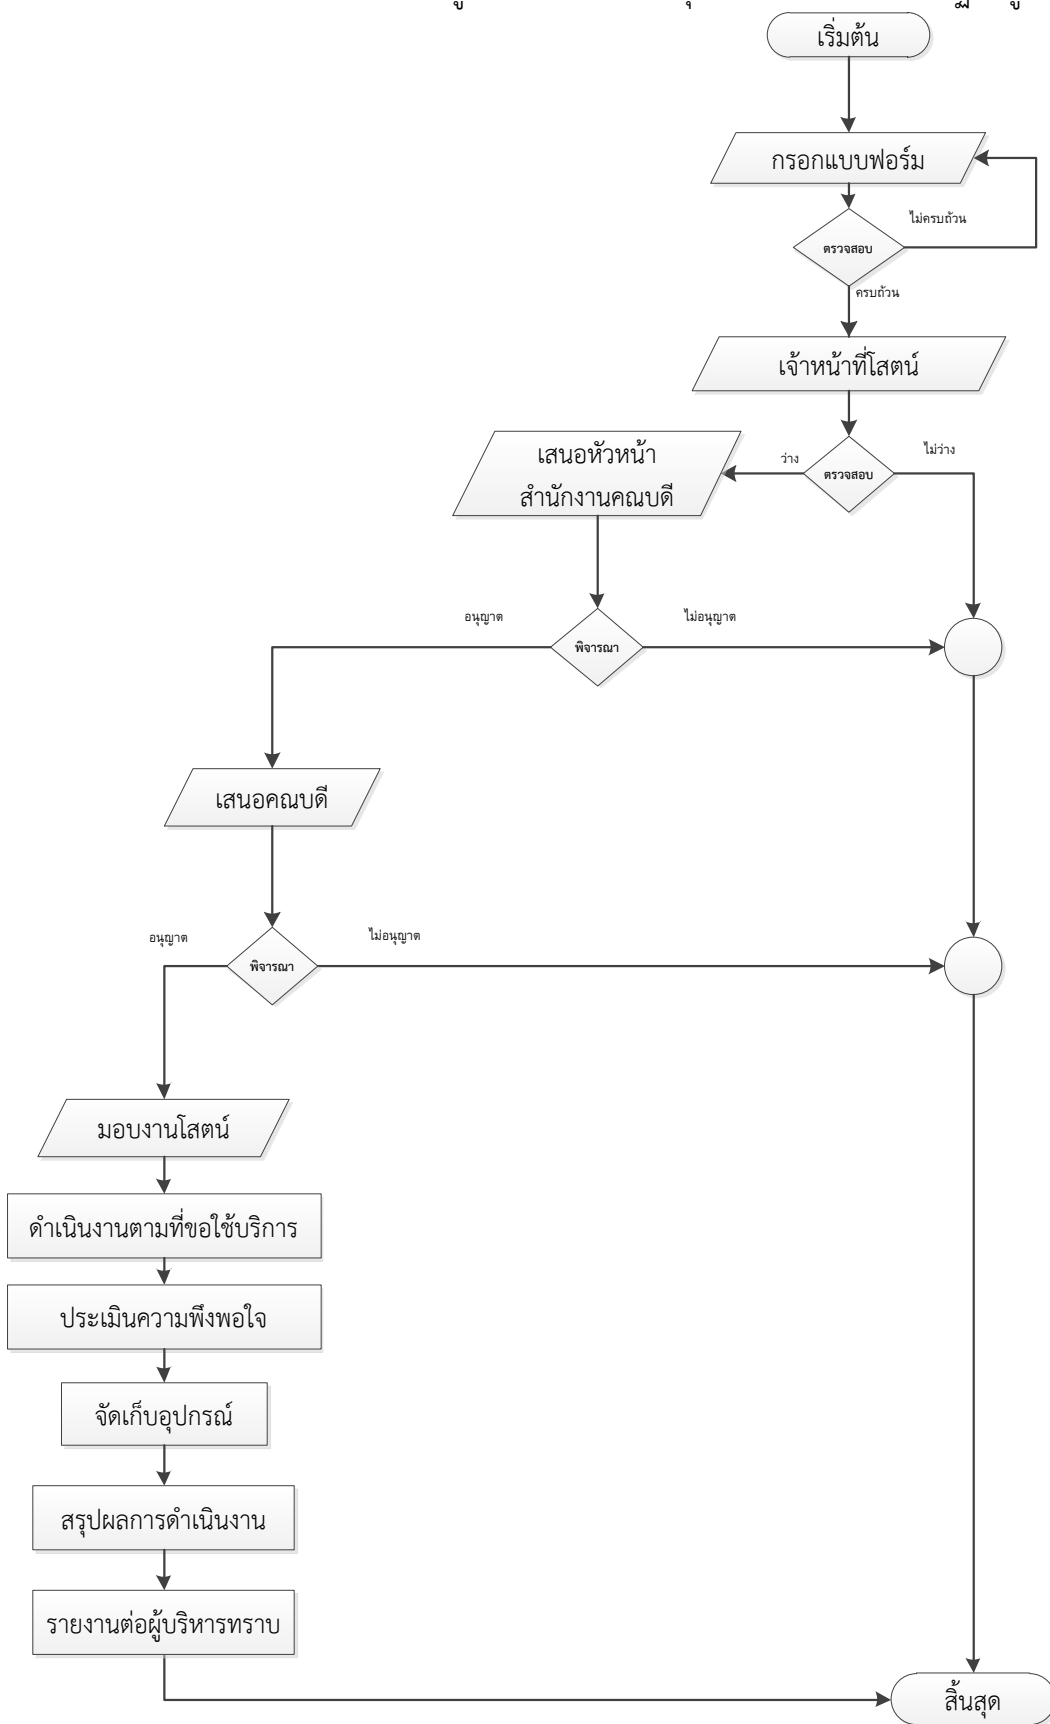 เริ่มต้น
กรอกแบบฟอร์ม
ไม่ครบถ้วน
ตรวจสอบ
ครบถ้วน
เจ้าหน้าที่โสตน์
เสนอหัวหน้า
สำนักงานคณบดี
ว่าง
ตรวจสอบ
ไม่ว่าง
อนุญาต
พิจารณา
ไม่อนุญาต
เสนอคณบดี
อนุญาต
พิจารณา
ไม่อนุญาต
มอบงานโสตน์
ดำเนินงานตามที่ขอใช้บริการ
ประเมินความพึงพอใจ
จัดเก็บอุปกรณ์
สรุปผลการดำเนินงาน
รายงานต่อผู้บริหารทราบ
สิ้นสุด